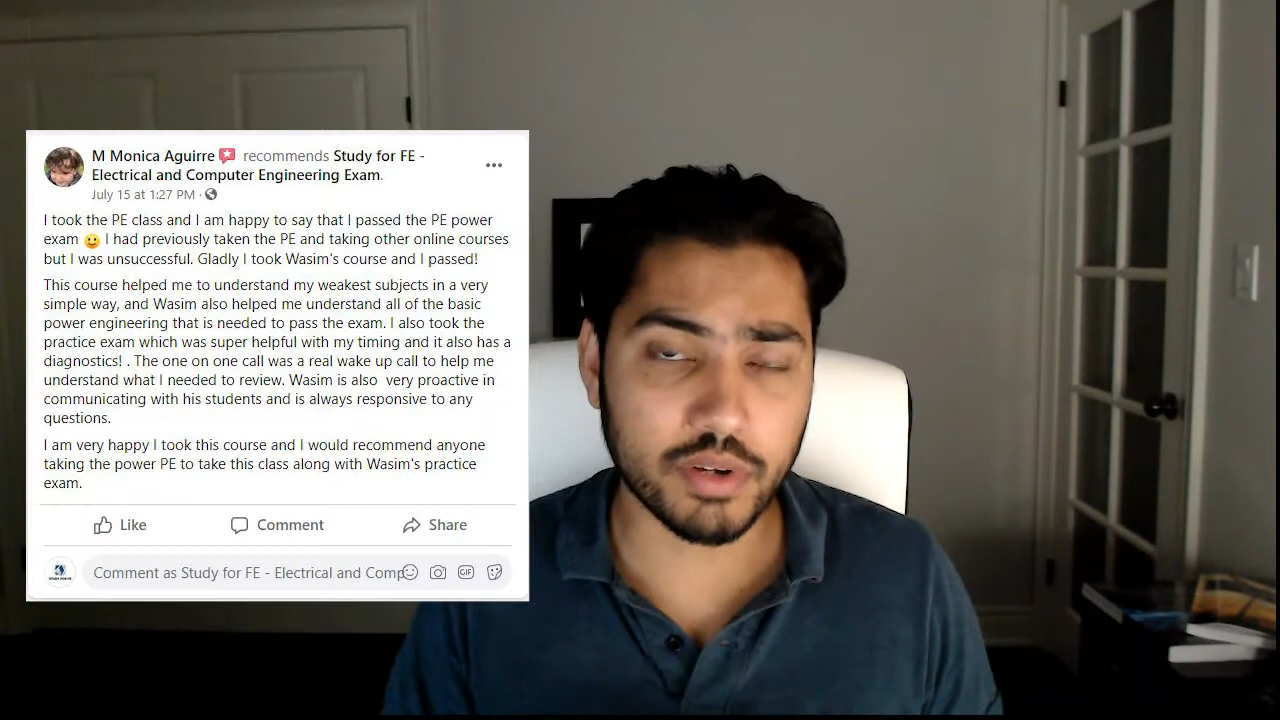 M Monica Aguirre recommends Study for FE -
Electrical and Computer Engineering Exam.
July 15 at 1:27 PM ·
I took the PE class and I am happy to say that I passed the PE power
exam 🙂 I had previously taken the PE and taking other online courses
but I was unsuccessful. Gladly I took Wasim's course and I passed!
This course helped me to understand my weakest subjects in a very
simple way, and Wasim also helped me understand all of the basic
power engineering that is needed to pass the exam. I also took the
practice exam which was super helpful with my timing and it also has a
diagnostics! . The one on one call was a real wake up call to help me
understand what I needed to review. Wasim is also very proactive in
communicating with his students and is always responsive to any
questions.
I am very happy I took this course and I would recommend anyone
taking the power PE to take this class along with Wasim's practice
exam.
Like Comment Share
STUDY FOR FE
Comment as Study for FE - Electrical and Comp
GIF